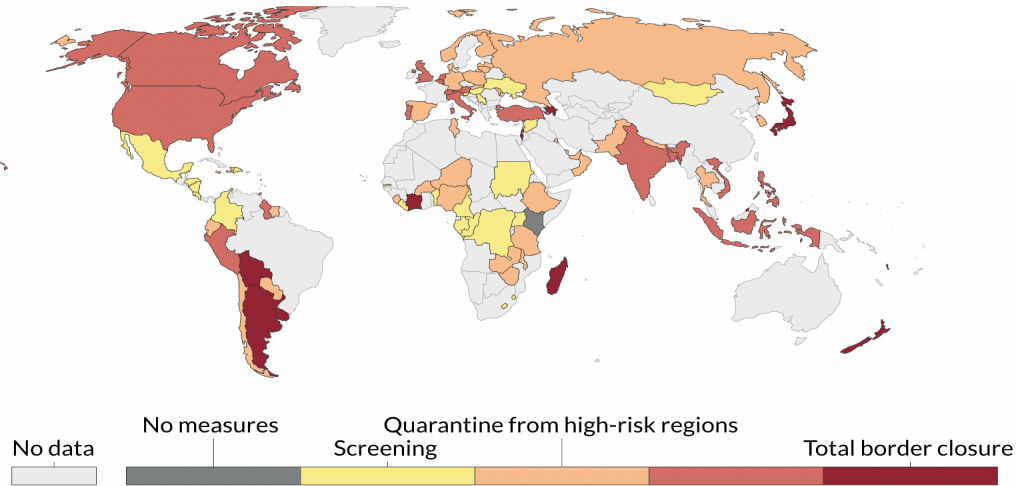 No measures
Quarantine from high-risk regions
No data
Screening
Total border closure